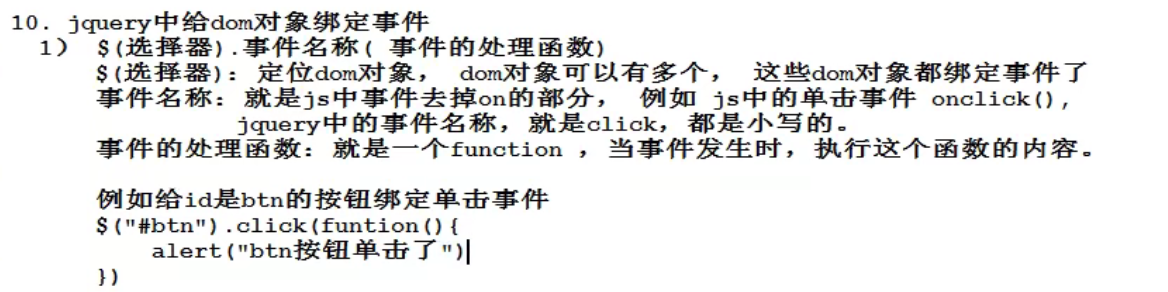 10. jquery中给dom对象绑定事件
1) $(选择器).事件名称( 事件的处理函数)
$(选择器): 定位dom对象, dom对象可以有多个, 这些dom对象都绑定事件了
事件名称: 就是js中事件去掉on的部分, 例如 js中的单击事件 onclick(),
jquery中的事件名称, 就是click, 都是小写的。
事件的处理函数: 就是一个function , 当事件发生时, 执行这个函数的内容。
例如给id是btn的按钮绑定单击事件
$("#btn").click(funtion(){
alert("btn按钮单击了")
})